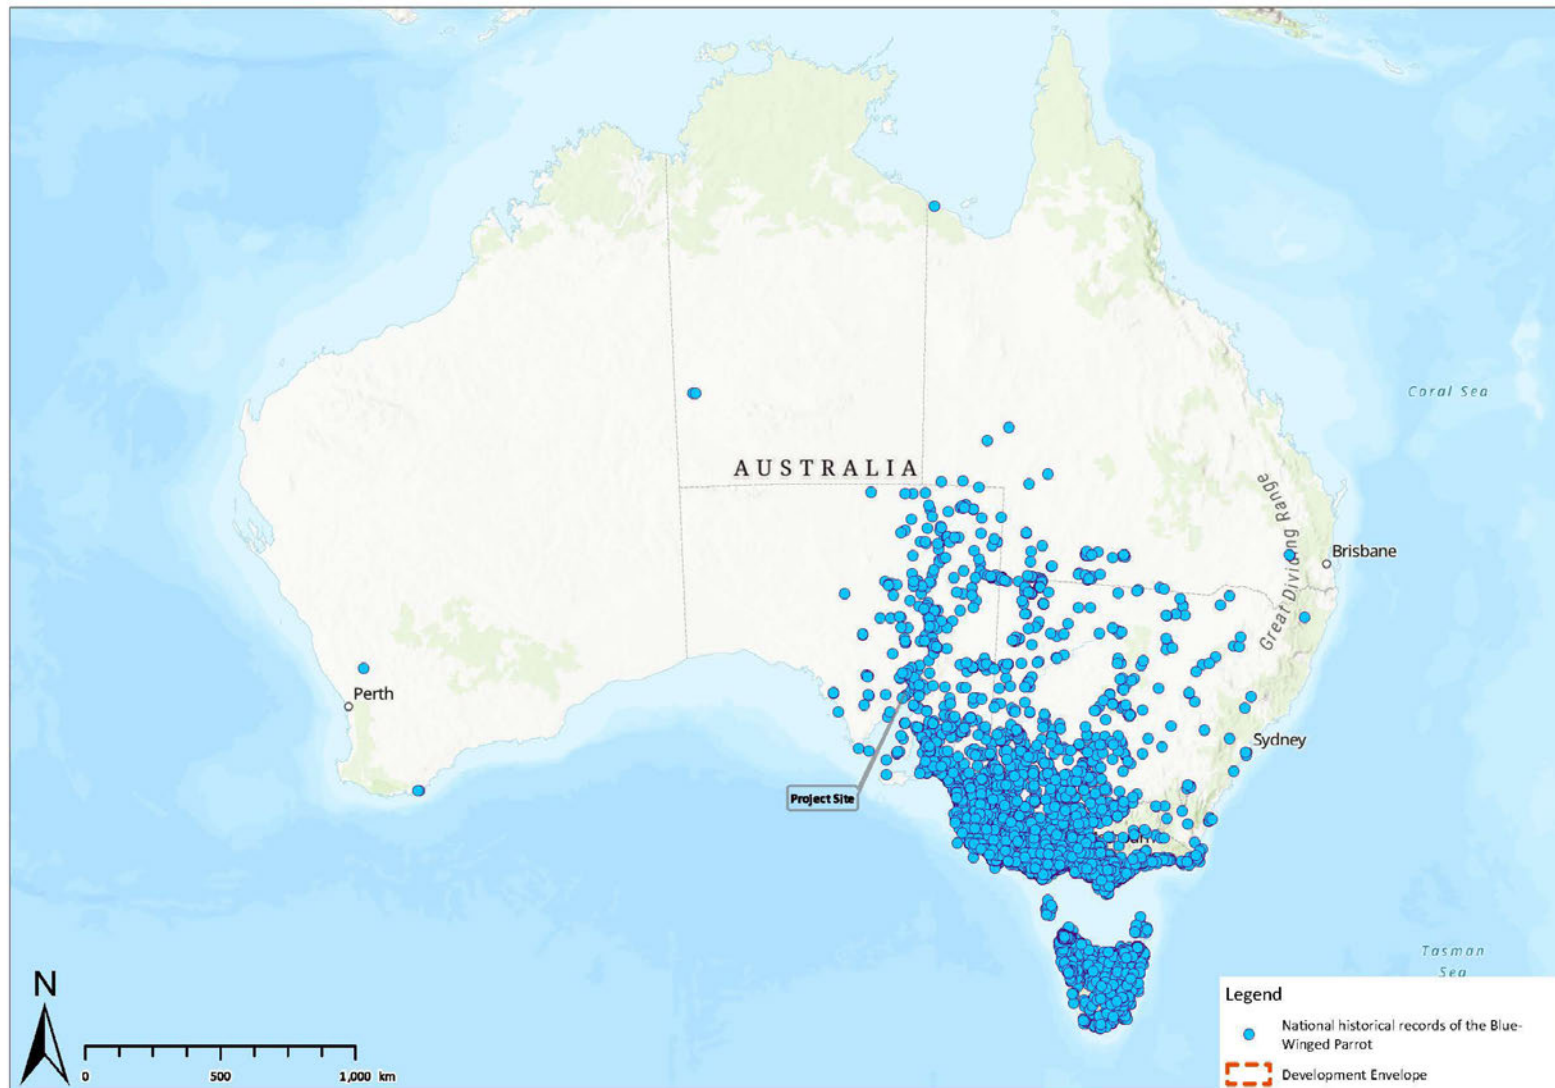 Coral Sea
AUSTRALIA
Great Dividing Range
Brisbane
Perth
Sydney
Project Site
Tasman
Sea
N
0 500 1,000 km
Legend
National historical records of the Blue-
Winged Parrot
Development Envelope